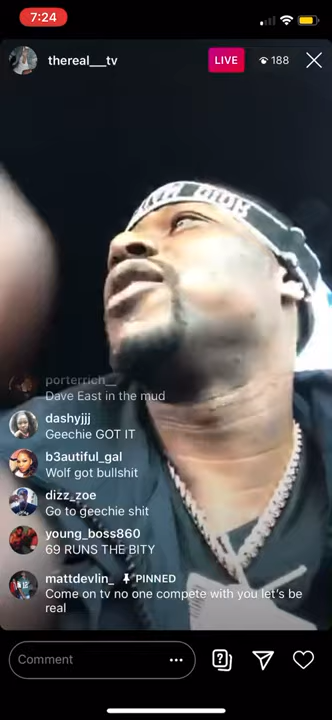 7:24
thereal___tv
LIVE
188
porterrich__
Dave East in the mud
dashyjjj
Geechie GOT IT
b3autiful_gal
Wolf got bullshit
dizz_zoe
Go to geechie shit
young_boss860
69 RUNS THE BITY
mattdevlin_ PINNED
Come on tv no one compete with you let's be
real
Comment